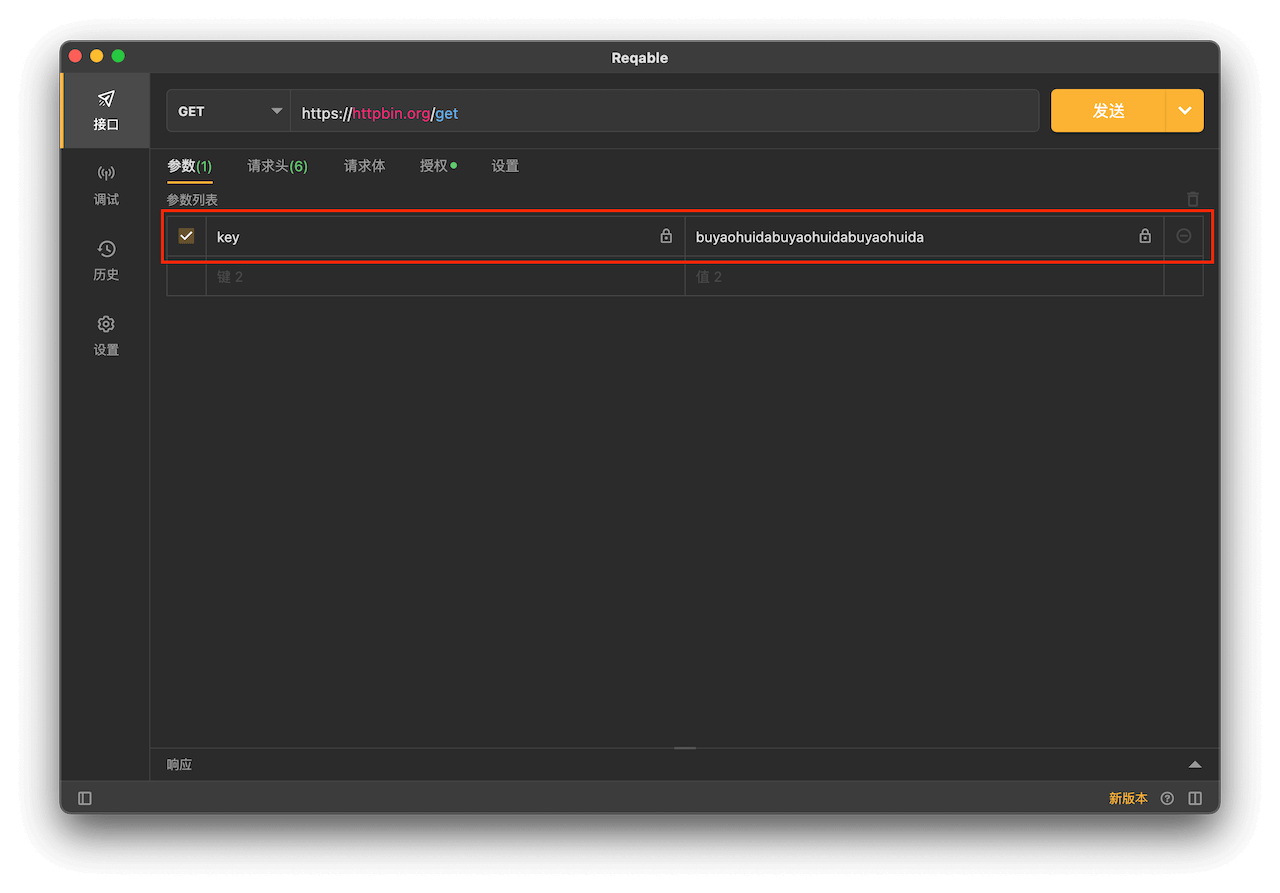 Reqable
接口
调试
历史
设置
GET
https://httpbin.org/get
发送
参数(1) 请求头(6) 请求体 授权 设置
参数列表
key buyaohuidabuyaohuidabuyaohuida
键 2 值 2
响应
新版本